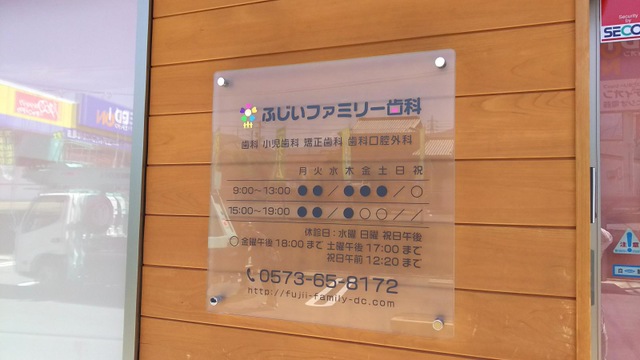 ふじいファミリー歯科
歯科 小児歯科 矯正歯科 歯科口腔外科
月 火 水 木 金 土 日 祝
9:00～13:00 ● ● ／ ● ● ● ／ ○
15:00～19:00 ● ● ／ ● ○ ○ ／ ／
休診日：水曜 日曜 祝日午後
○金曜午後 18:00 まで 土曜午後 17:00 まで
祝日午前 12:20 まで
0573-65-8172
http://fujii-family-dc.com
Security by
SECO